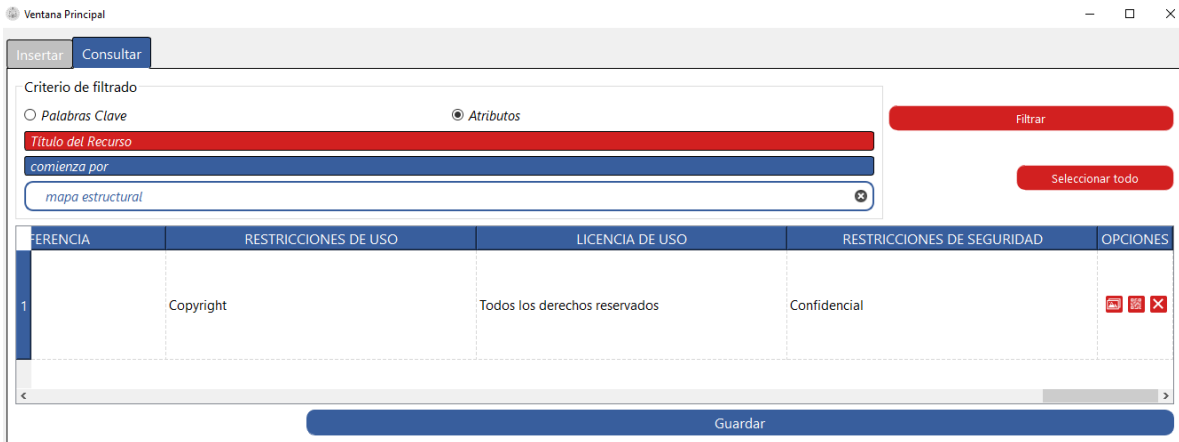 Ventana Principal
Insertar Consultar
Criterio de filtrado
Palabras Clave Atributos
Filtrar
Título del Recurso
comienza por
Seleccionar todo
mapa estructural
FERENCIA RESTRICCIONES DE USO LICENCIA DE USO RESTRICCIONES DE SEGURIDAD OPCIONES
1 Copyright Todos los derechos reservados Confidencial
Guardar